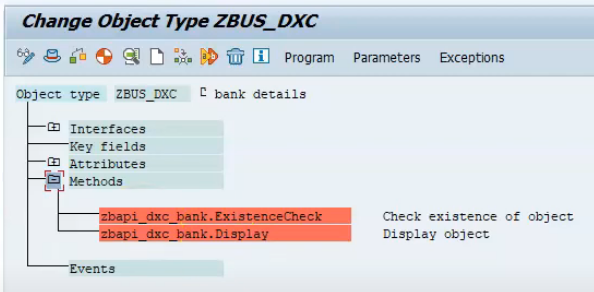 Change Object Type ZBUS_DXC
Program Parameters Exceptions
Object type ZBUS_DXC bank details
Interfaces
Key fields
Attributes
Methods
zbapi_dxc_bank.ExistenceCheck Check existence of object
zbapi_dxc_bank.Display Display object
Events